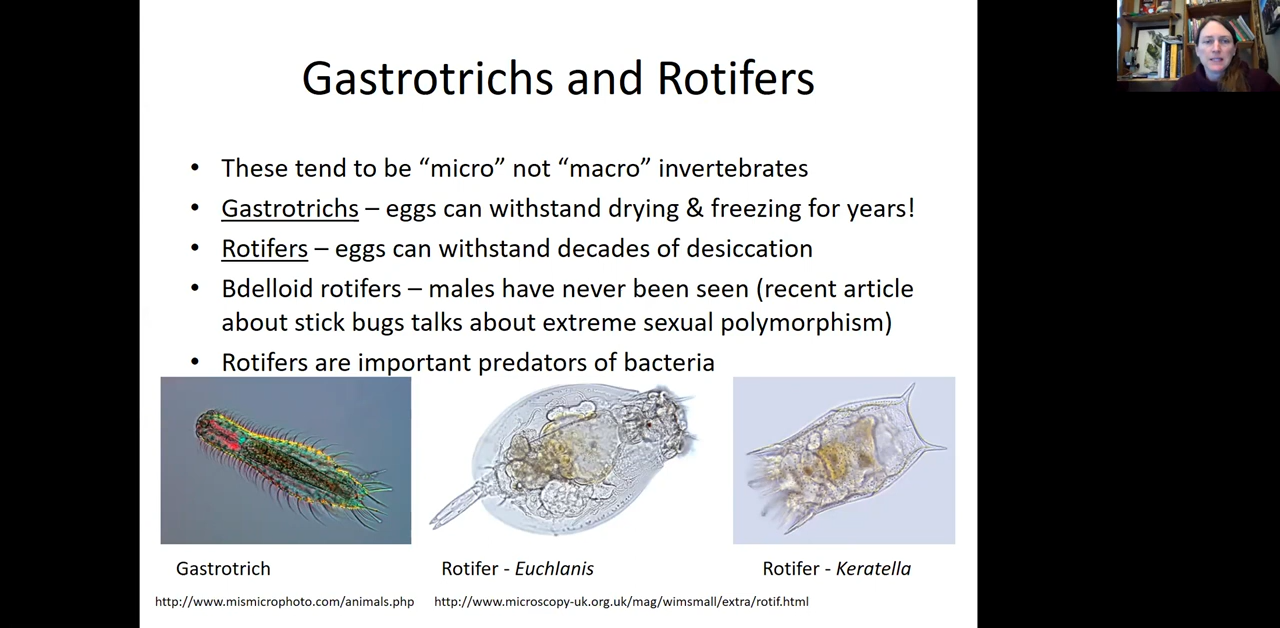 Gastrotrichs and Rotifers
• These tend to be “micro” not “macro” invertebrates
• Gastrotrichs – eggs can withstand drying & freezing for years!
• Rotifers – eggs can withstand decades of desiccation
• Bdelloid rotifers – males have never been seen (recent article
about stick bugs talks about extreme sexual polymorphism)
• Rotifers are important predators of bacteria
Gastrotrich
Rotifer - Euchlanis
Rotifer - Keratella
http://www.mismicrophoto.com/animals.php
http://www.microscopy-uk.org.uk/mag/wimsmall/extra/rotif.html